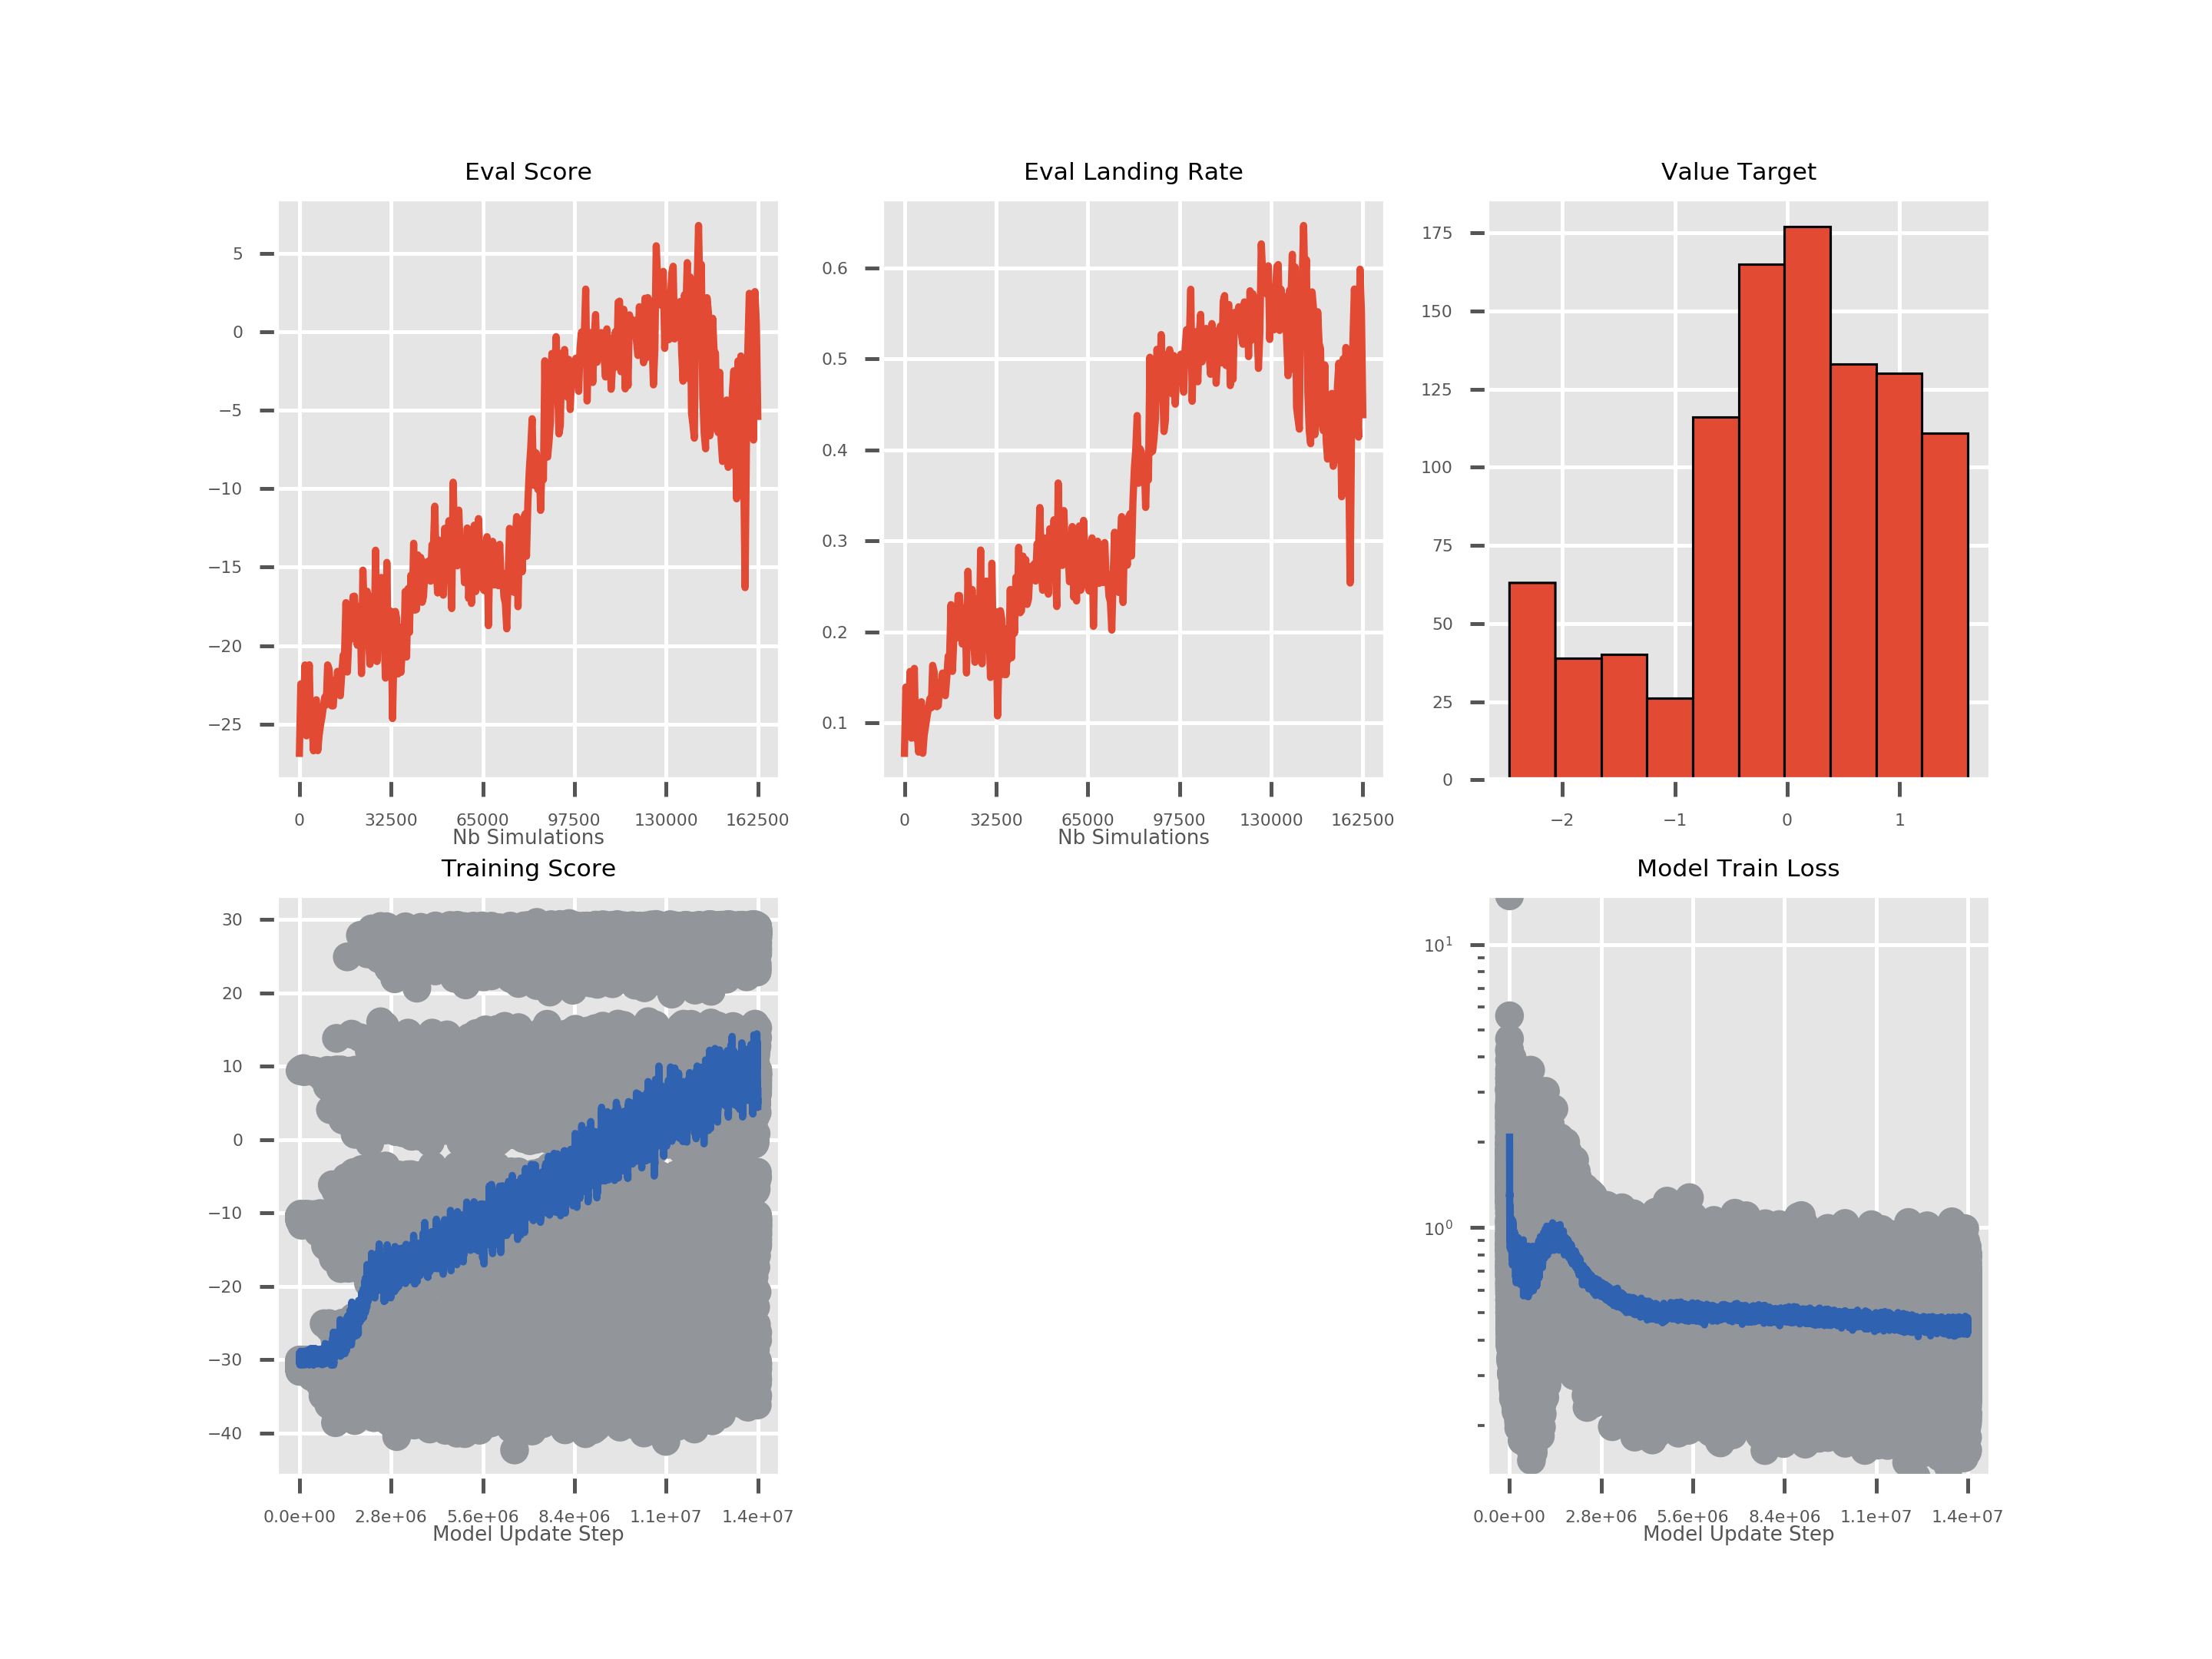 Eval Score
5
0
−5
−10
−15
−20
−25
0 32500 65000 97500 130000 162500
Nb Simulations
Eval Landing Rate
0.6
0.5
0.4
0.3
0.2
0.1
0 32500 65000 97500 130000 162500
Nb Simulations
Value Target
175
150
125
100
75
50
25
0
−2 −1 0 1
Training Score
30
20
10
0
−10
−20
−30
−40
0.0e+00 2.8e+06 5.6e+06 8.4e+06 1.1e+07 1.4e+07
Model Update Step
Model Train Loss
10¹
10⁰
0.0e+00 2.8e+06 5.6e+06 8.4e+06 1.1e+07 1.4e+07
Model Update Step